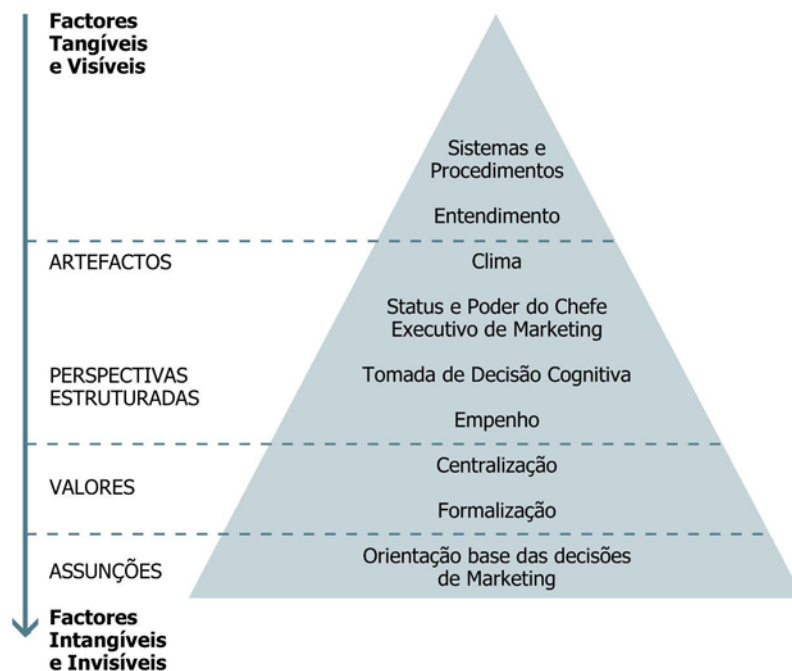 Factores
Tangíveis
e Visíveis
Sistemas e
Procedimentos
Entendimento
ARTEFACTOS
Clima
Status e Poder do Chefe
Executivo de Marketing
PERSPECTIVAS
ESTRUTURADAS
Tomada de Decisão Cognitiva
Empenho
VALORES
Centralização
Formalização
ASSUNÇÕES
Orientação base das decisões
de Marketing
Factores
Intangíveis
e Invisíveis